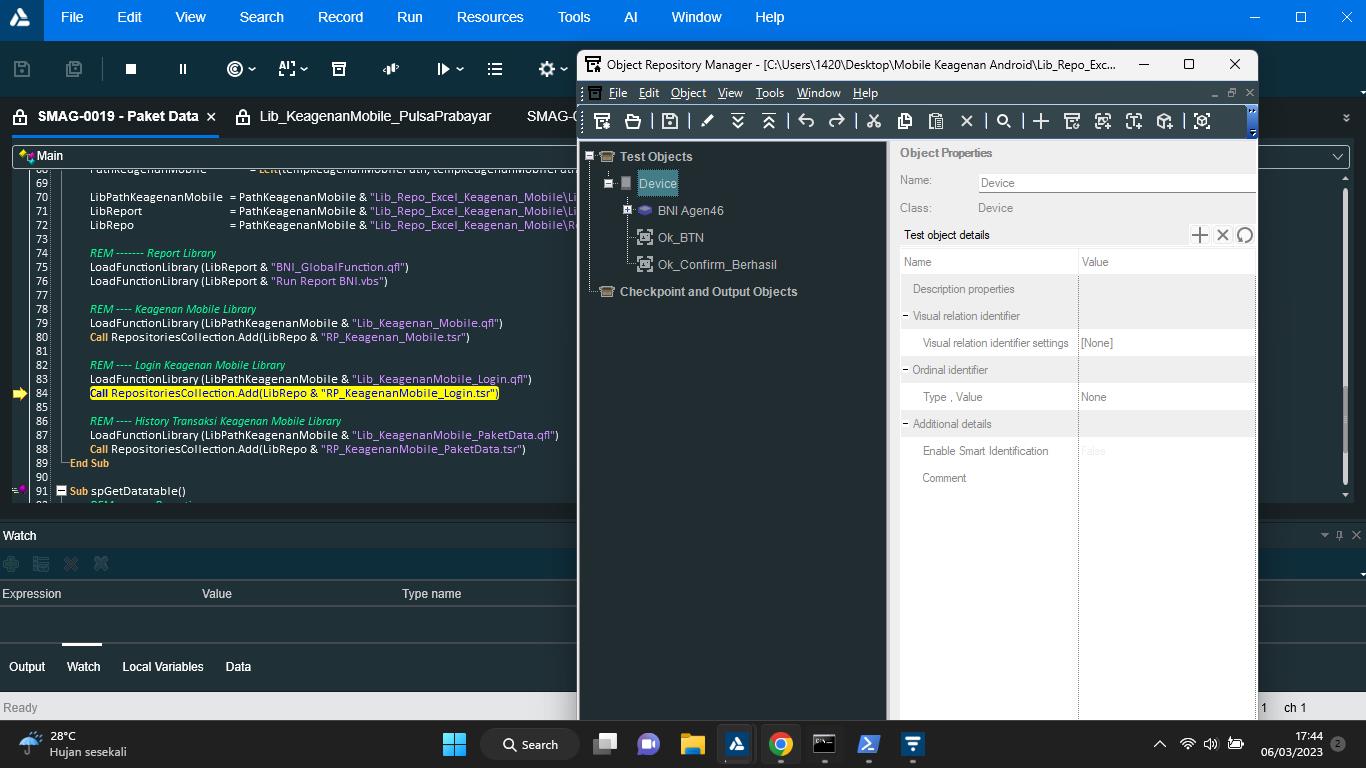 File Edit View Search Record Run Resources Tools AI Window Help
SMAG-0019 - Paket Data × Lib_KeagenanMobile_PulsaPrabayar SMAG-0
Main
69
70 LibPathKeagenanMobile = PathKeagenanMobile & "Lib_Repo_Excel_Keagenan_Mobile\Li
71 LibReport = PathKeagenanMobile & "Lib_Repo_Excel_Keagenan_Mobile\Li
72 LibRepo = PathKeagenanMobile & "Lib_Repo_Excel_Keagenan_Mobile\Re
73
74 REM ------- Report Library
75 LoadFunctionLibrary (LibReport & "BNI_GlobalFunction.qfl")
76 LoadFunctionLibrary (LibReport & "Run Report BNI.vbs")
77
78 REM ---- Keagenan Mobile Library
79 LoadFunctionLibrary (LibPathKeagenanMobile & "Lib_Keagenan_Mobile.qfl")
80 Call RepositoriesCollection.Add(LibRepo & "RP_Keagenan_Mobile.tsr")
81
82 REM ---- Login Keagenan Mobile Library
83 LoadFunctionLibrary (LibPathKeagenanMobile & "Lib_KeagenanMobile_Login.qfl")
84 Call RepositoriesCollection.Add(LibRepo & "RP_KeagenanMobile_Login.tsr")
85
86 REM ---- History Transaksi Keagenan Mobile Library
87 LoadFunctionLibrary (LibPathKeagenanMobile & "Lib_KeagenanMobile_PaketData.qfl")
88 Call RepositoriesCollection.Add(LibRepo & "RP_KeagenanMobile_PaketData.tsr")
89 End Sub
90
91 Sub spGetDatatable()
Watch
Expression Value Type name
Output Watch Local Variables Data
Ready
1 ch 1
Object Repository Manager - [C:\Users\1420\Desktop\Mobile Keagenan Android\Lib_Repo_Exc...
File Edit Object View Tools Window Help
Test Objects
Device
BNI Agen46
Ok_BTN
Ok_Confirm_Berhasil
Checkpoint and Output Objects
Object Properties
Name: Device
Class: Device
Test object details
Name Value
Description properties
Visual relation identifier
Visual relation identifier settings [None]
Ordinal identifier
Type , Value None
Additional details
Enable Smart Identification False
Comment
28°C
Hujan sesekali
Search
17:44
06/03/2023
2